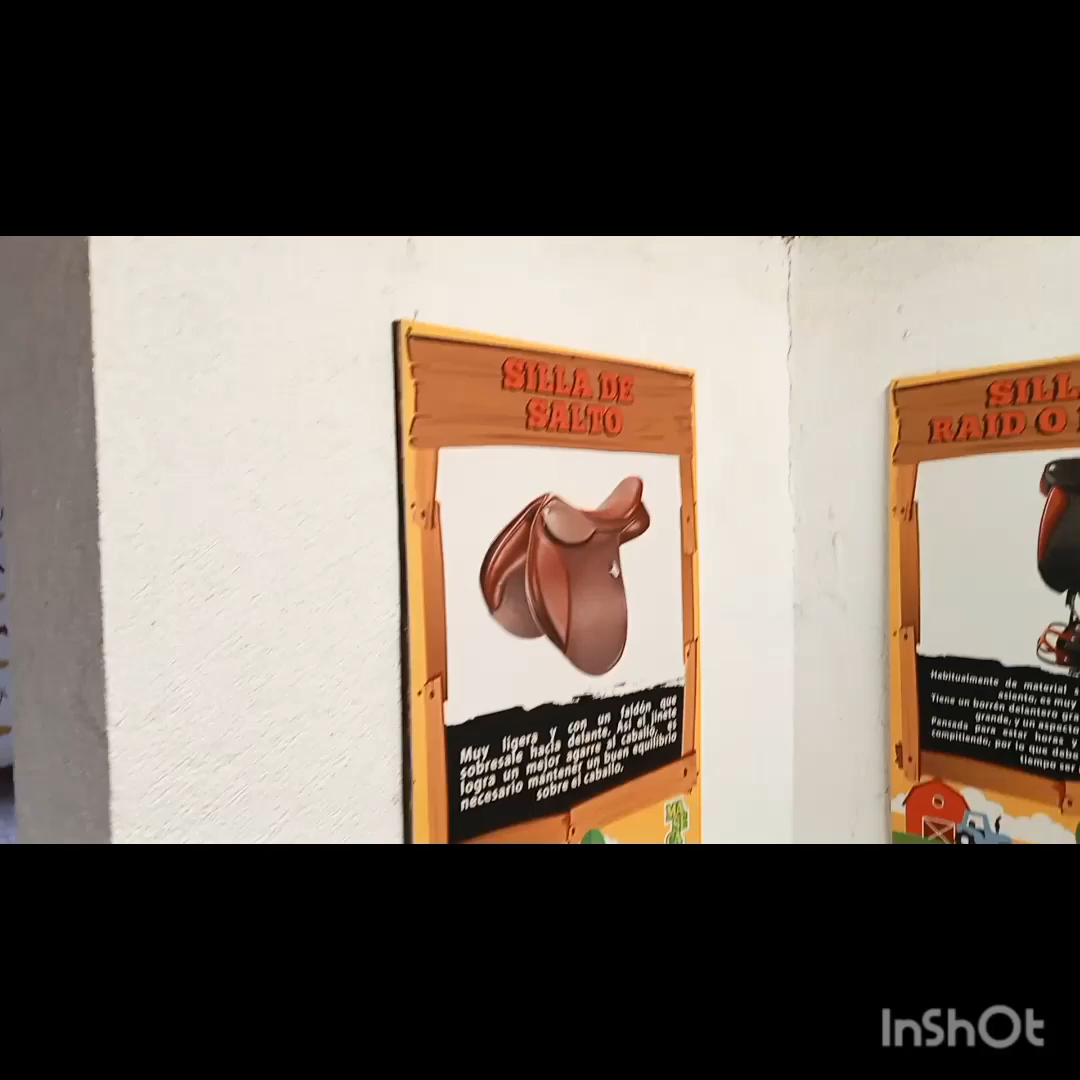 SILLA DE
SALTO
Muy ligera y con un faldón que
sobresale hacia delante. Así el jinete
logra un mejor agarre al caballo, es
necesario mantener un buen equilibrio
sobre el caballo.
SILL
RAID O
Habitualmente de material
asiento, es muy
Tiene un borrén delantero
grande, y un aspecto
Pensada para estar horas y
compitiendo, por lo que debe
tiempo ser
InShOt